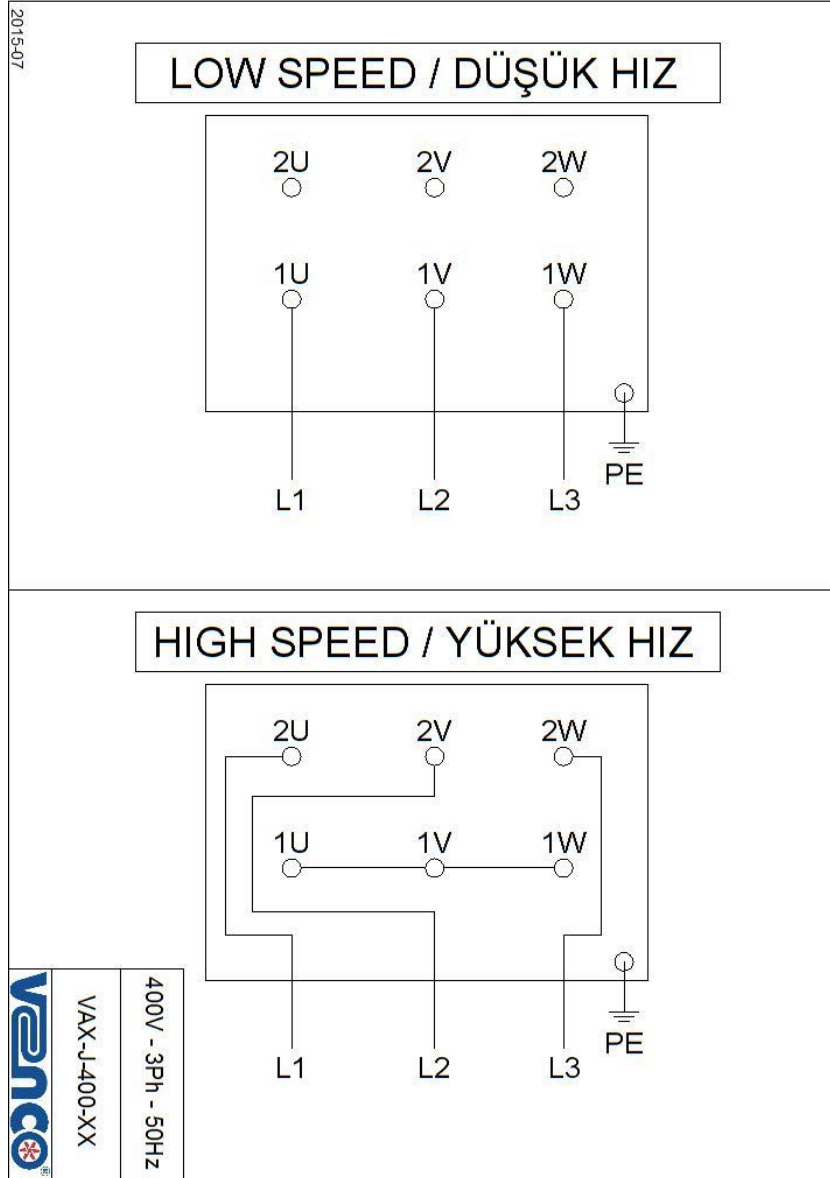 2015-07
LOW SPEED / DÜŞÜK HIZ
2U 2V 2W
1U 1V 1W
PE
L1 L2 L3
HIGH SPEED / YÜKSEK HIZ
2U 2V 2W
1U 1V 1W
PE
L1 L2 L3
400V - 3Ph - 50Hz
VAX-J-400-XX
venco®